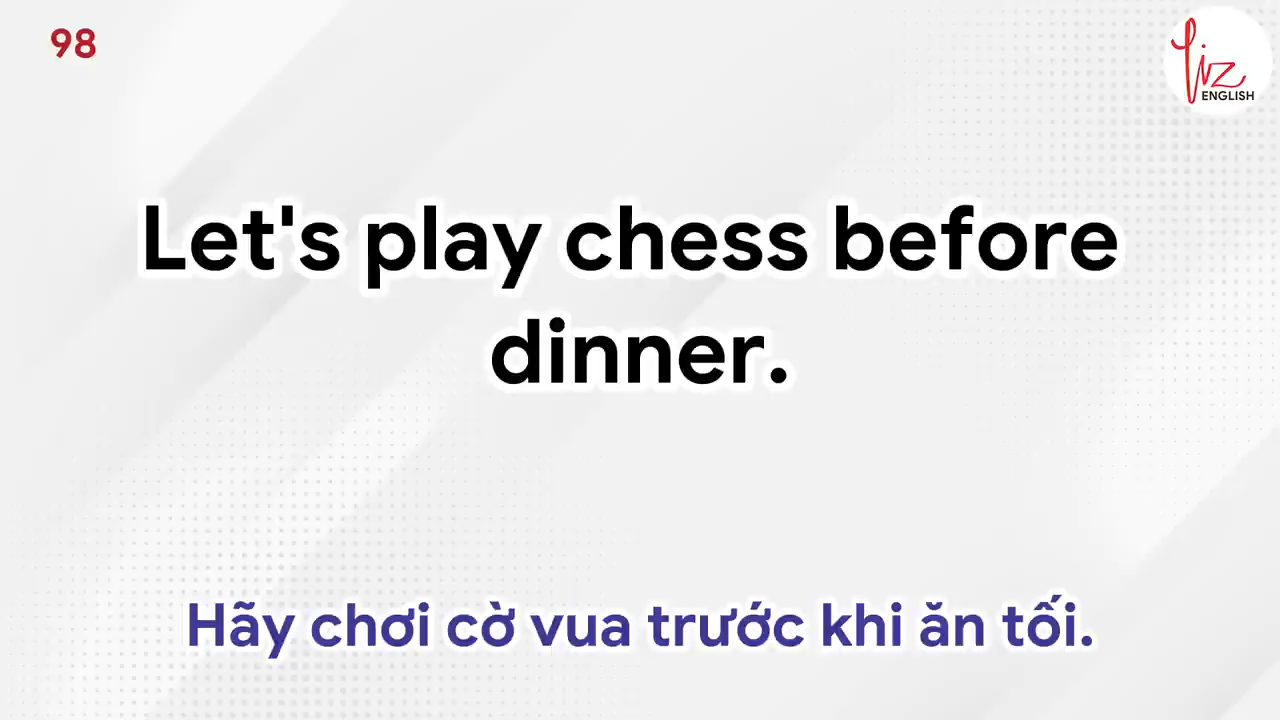 98
Liz
ENGLISH
Let's play chess before
dinner.
Hãy chơi cờ vua trước khi ăn tối.